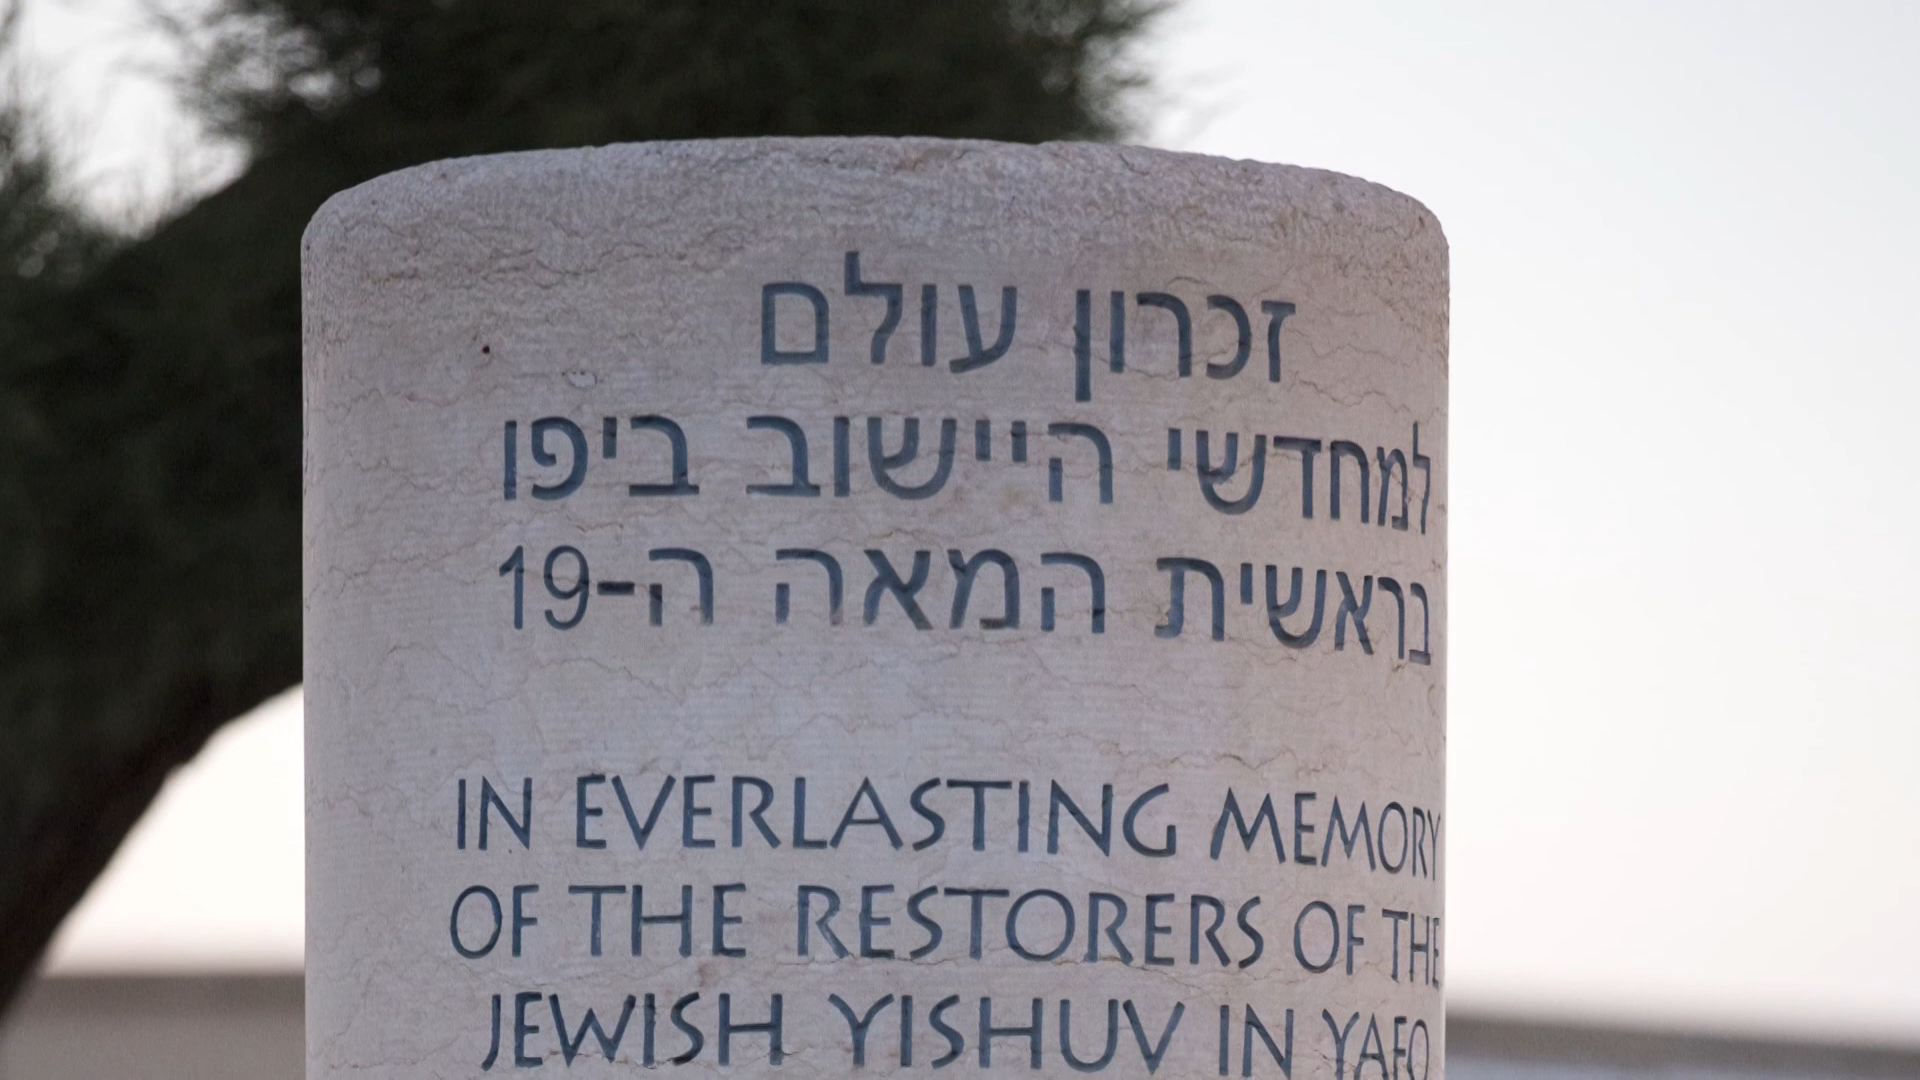 זכרון עולם
למחדשי היישוב ביפו
בראשית המאה ה-19
IN EVERLASTING MEMORY
OF THE RESTORERS OF THE
JEWISH YISHUV IN YAFO